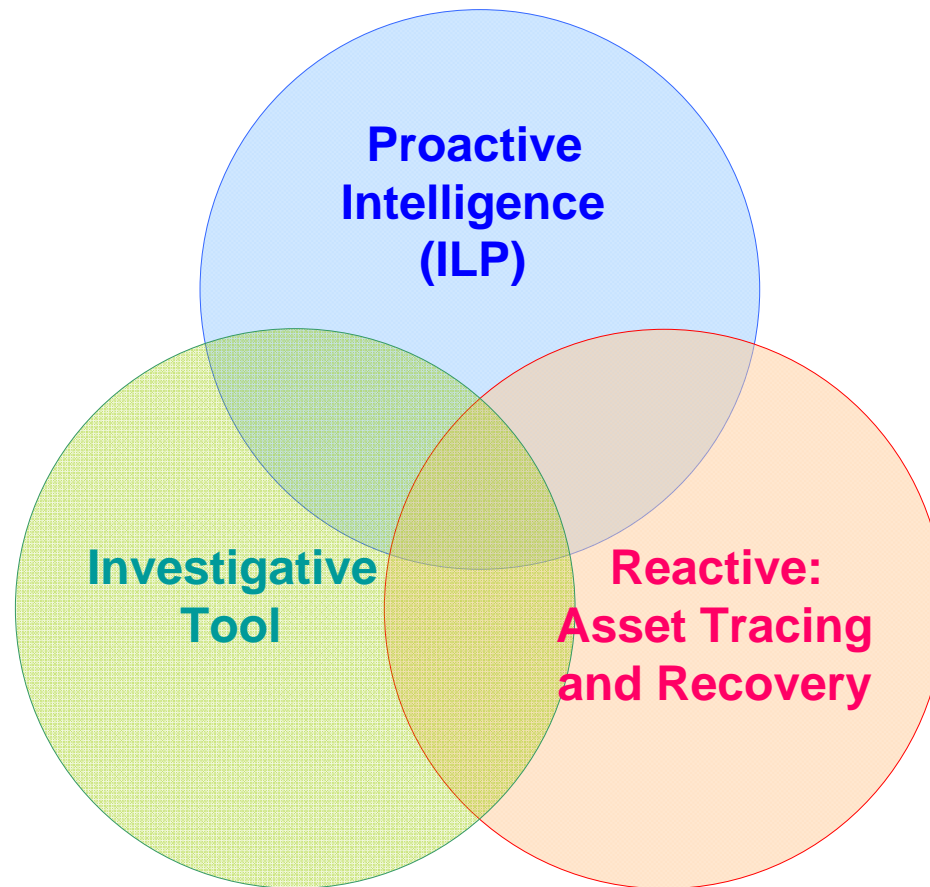 Proactive
Intelligence
(ILP)
Investigative
Tool
Reactive:
Asset Tracing
and Recovery